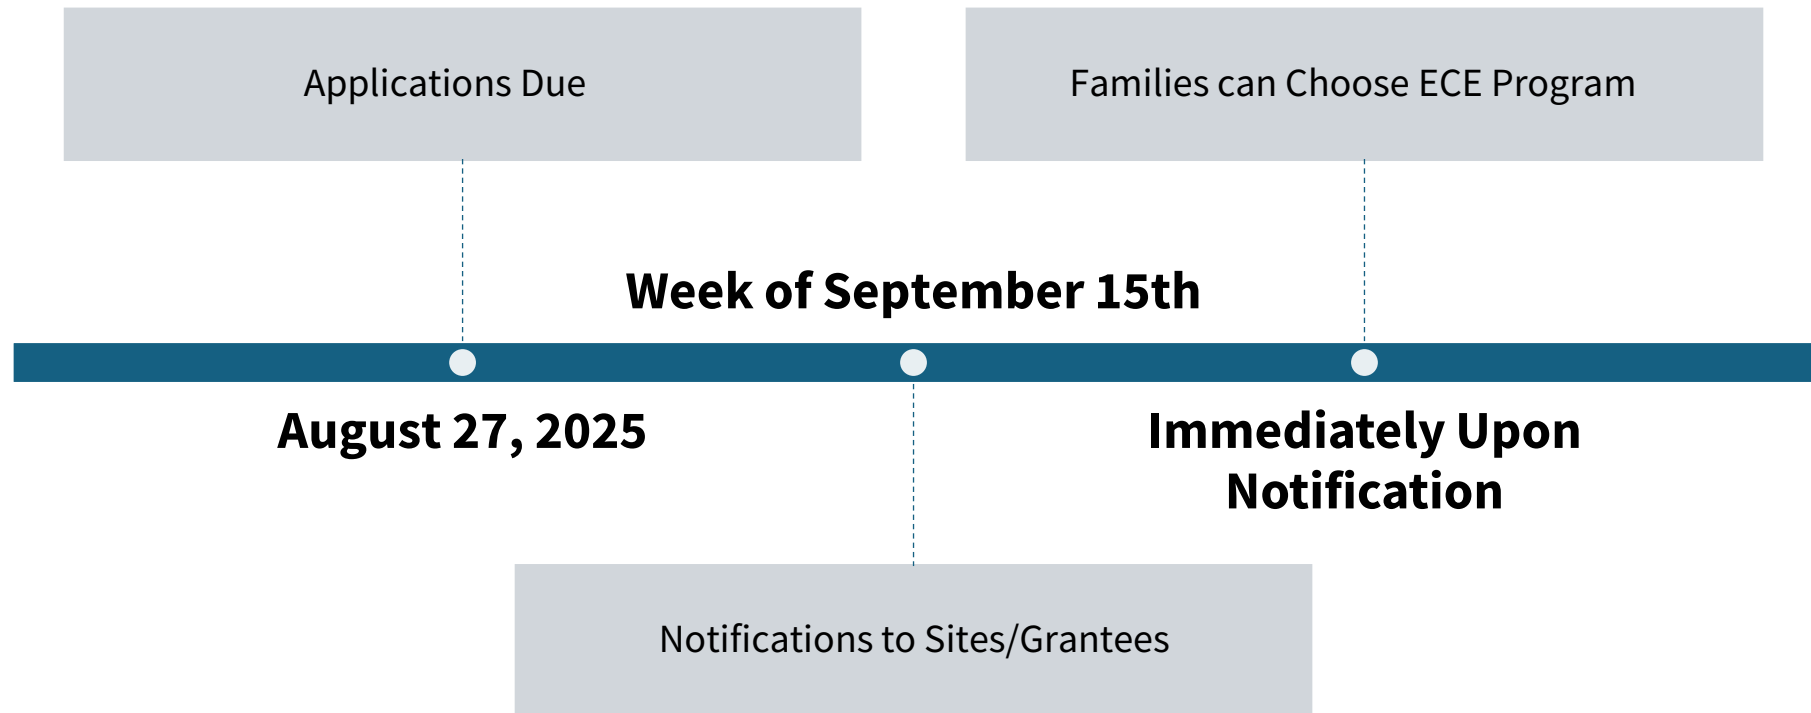 Applications Due
Families can Choose ECE Program
Week of September 15th
August 27, 2025
Immediately Upon
Notification
Notifications to Sites/Grantees